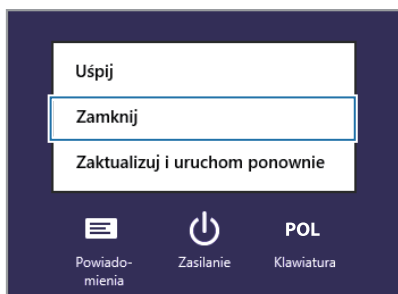 Uśpij
Zamknij
Zaktualizuj i uruchom ponownie
POL
Powiado-
mienia
Zasilanie
Klawiatura